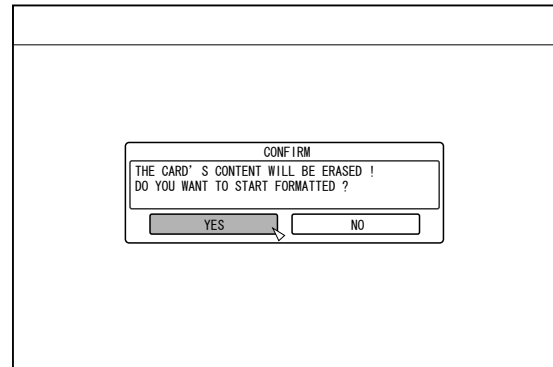 CONFIRM
THE CARD'S CONTENT WILL BE ERASED !
DO YOU WANT TO START FORMATTED ?
YES NO